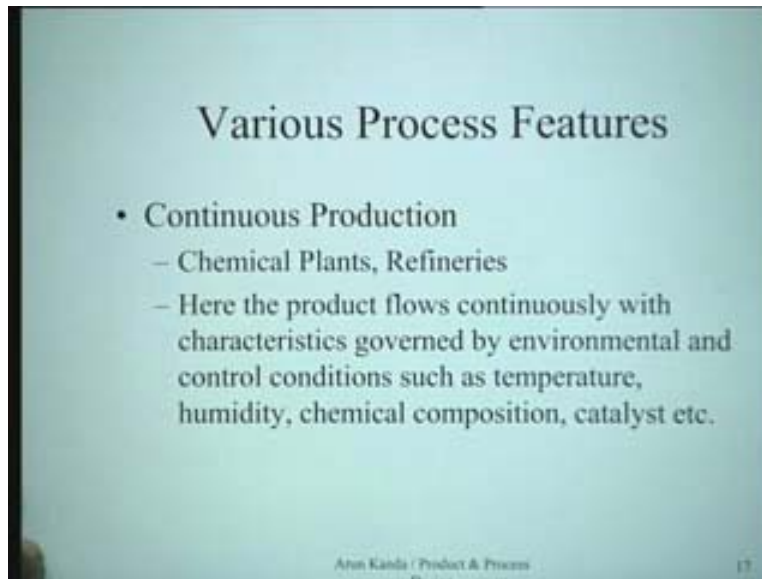 Various Process Features
• Continuous Production
– Chemical Plants, Refineries
– Here the product flows continuously with
characteristics governed by environmental and
control conditions such as temperature,
humidity, chemical composition, catalyst etc.
Arun Kanda / Product & Process
17